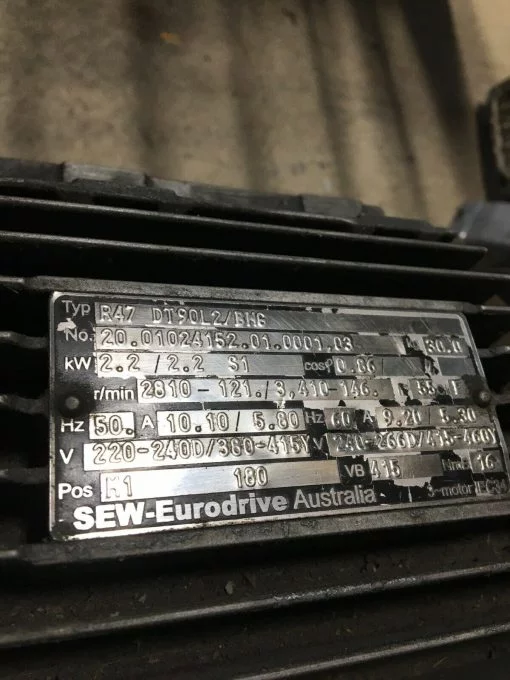 Typ R47 DT90L2/BMG
No. 20.01024152.01.0001.03 30.0
kW 2.2 / 2.2 S1 cosφ 0.86
r/min 2810 - 121./3,410-146. 55 F
Hz 50. A 10.10/5.80 Hz 60. A 9.20/5.30
V 220-240D/380-415Y V 240-266D/415-460Y
Pos M1 180 VB 415 16
SEW-Eurodrive Australia 3-motor IEC34